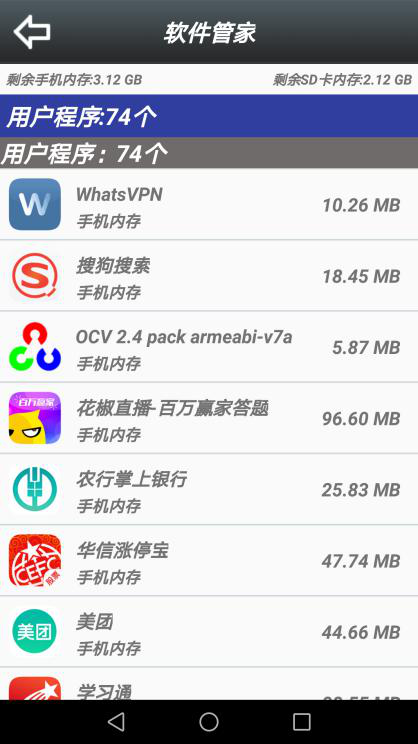 软件管家
剩余手机内存:3.12 GB 剩余SD卡内存:2.12 GB
用户程序:74个
用户程序：74个
W
WhatsVPN
手机内存
10.26 MB
S
搜狗搜索
手机内存
18.45 MB
OCV 2.4 pack armeabi-v7a
手机内存
5.87 MB
百万赢家
花椒直播-百万赢家答题
手机内存
96.60 MB
农行掌上银行
手机内存
25.83 MB
CEFC
股票
华信涨停宝
手机内存
47.74 MB
美团
美团
手机内存
44.66 MB
学习通